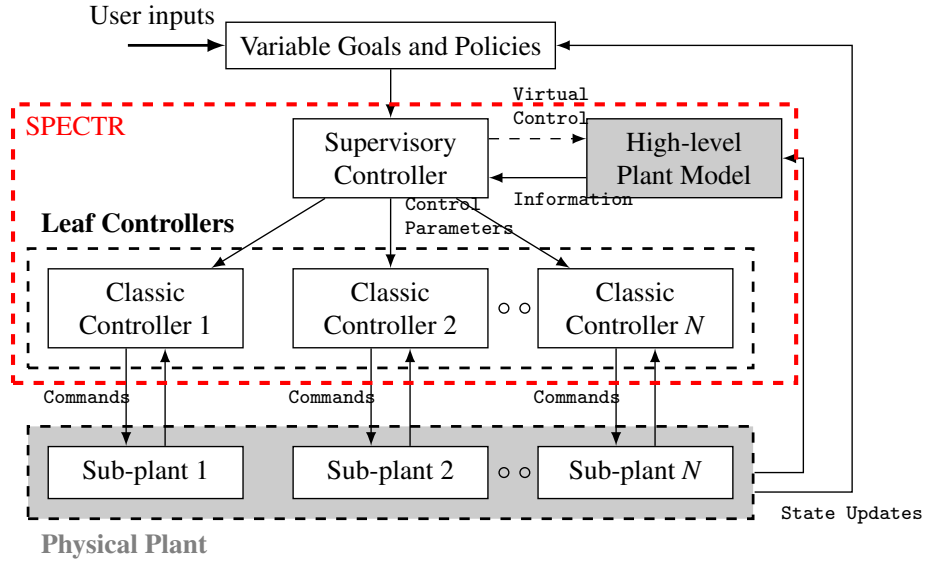 User inputs
Variable Goals and Policies
SPECTR
Virtual
Control
Supervisory
Controller
High-level
Plant Model
Information
Control
Parameters
Leaf Controllers
Classic
Controller 1
Classic
Controller 2
Classic
Controller N
Commands
Commands
Commands
Sub-plant 1
Sub-plant 2
Sub-plant N
State Updates
Physical Plant